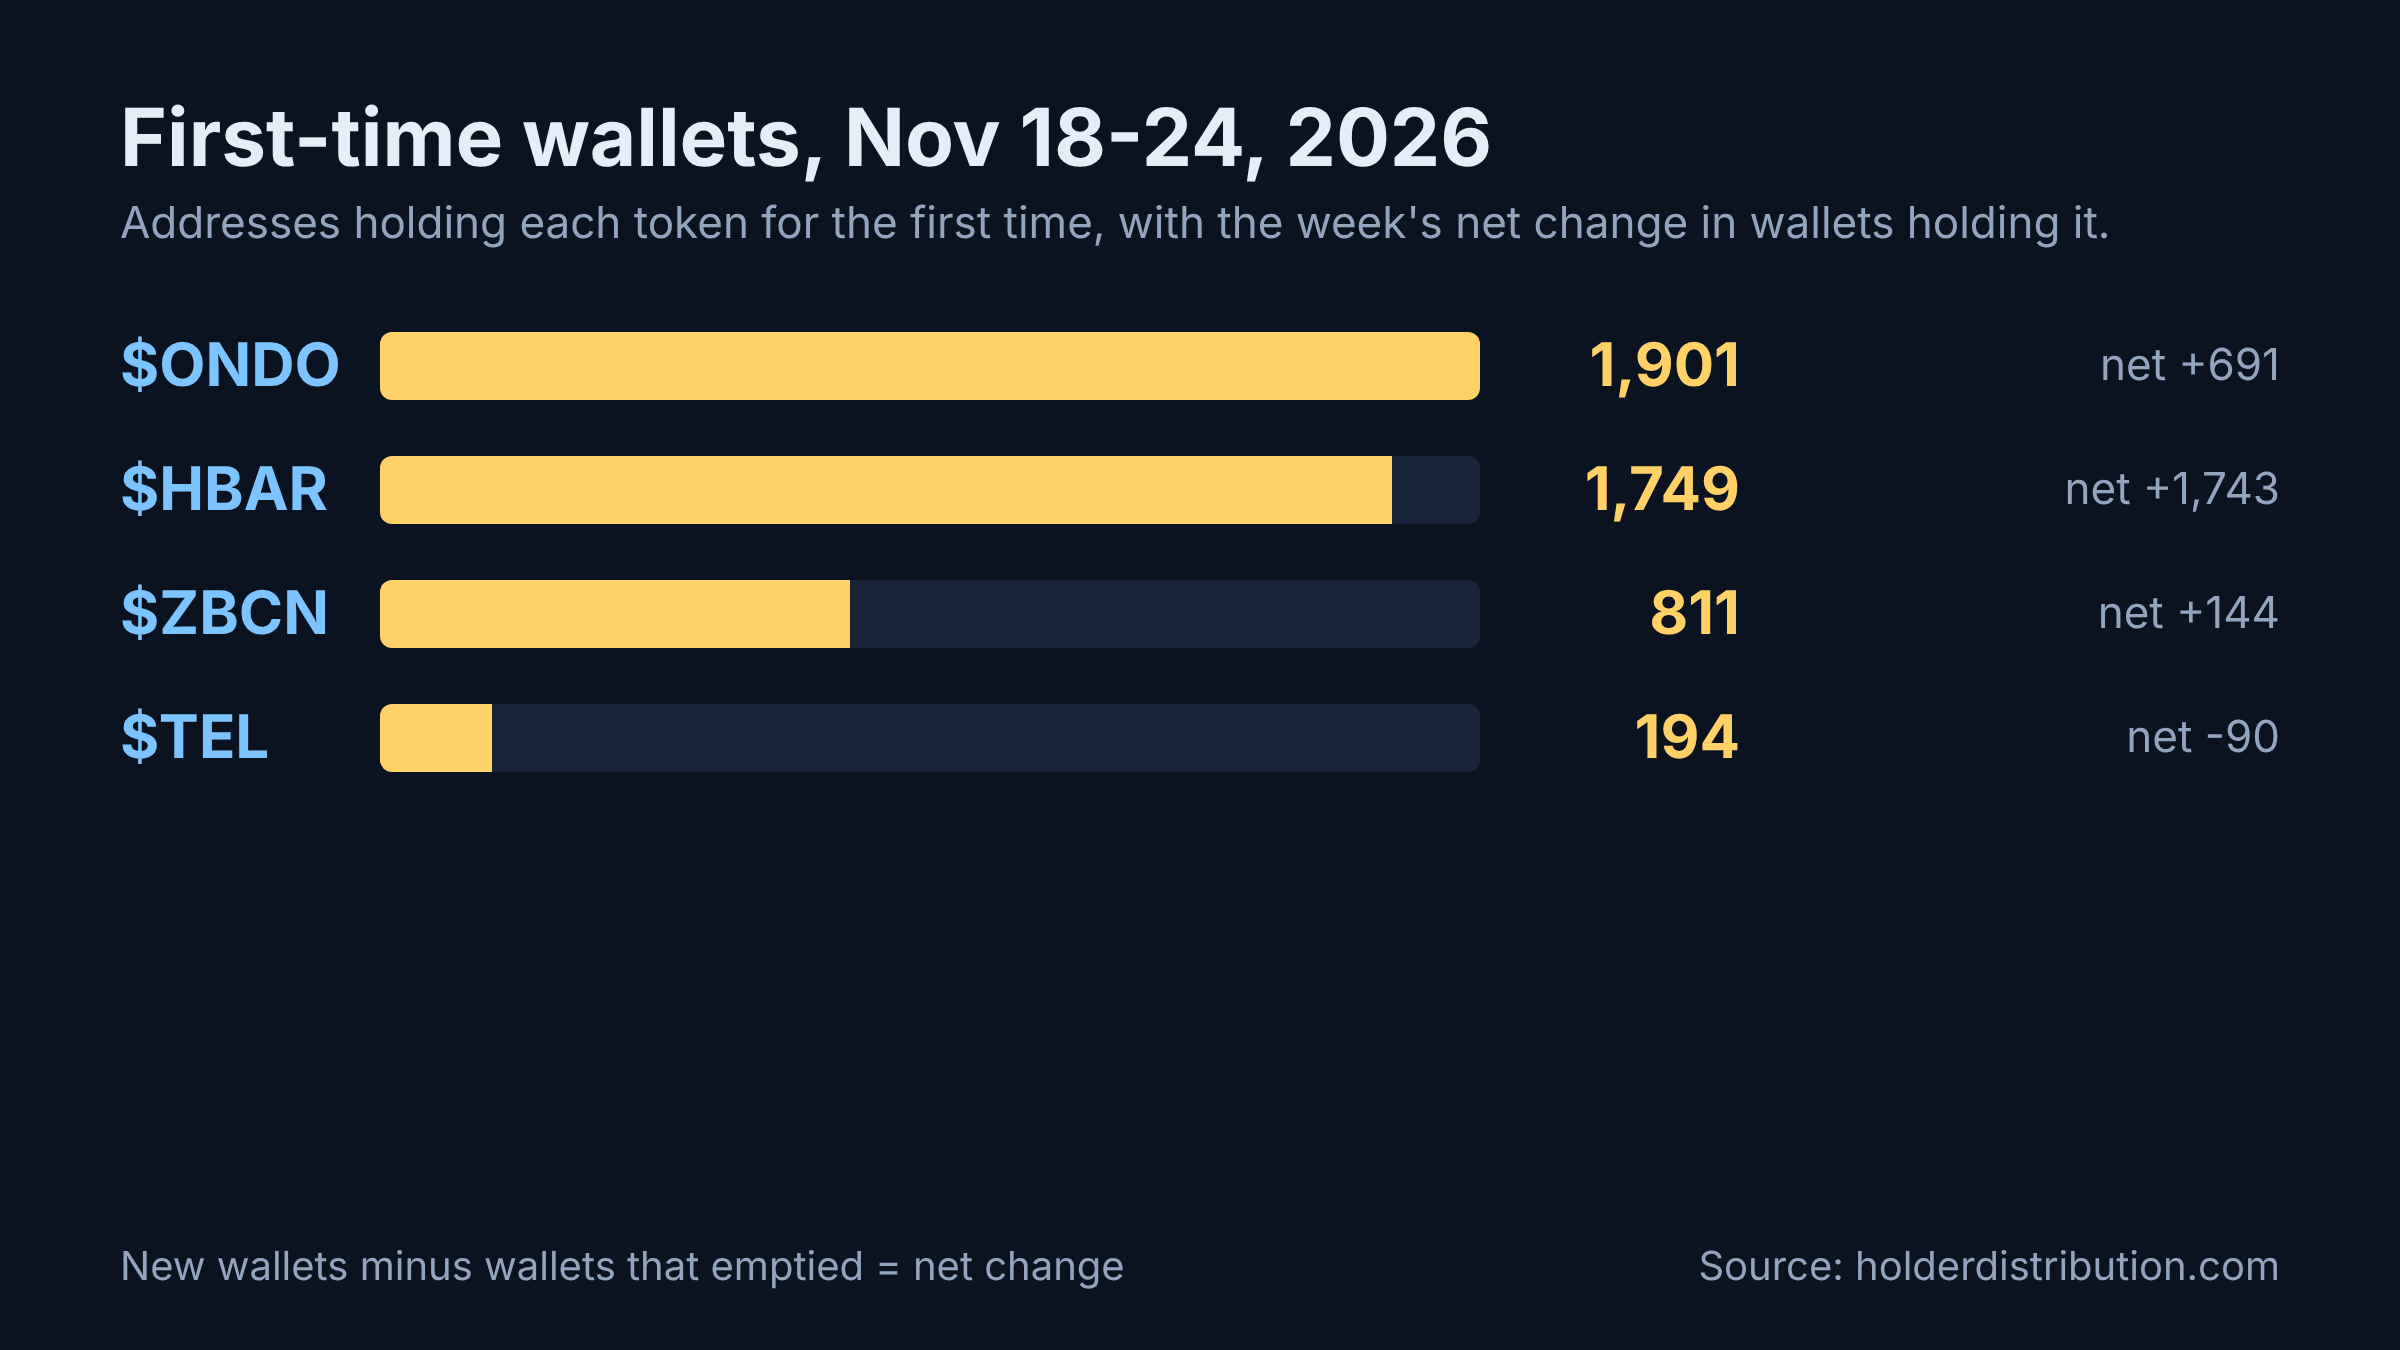 First-time wallets, Nov 18-24, 2026
Addresses holding each token for the first time, with the week's net change in wallets holding it.
$ONDO 1,901 net +691
$HBAR 1,749 net +1,743
$ZBCN 811 net +144
$TEL 194 net -90
New wallets minus wallets that emptied = net change
Source: holderdistribution.com